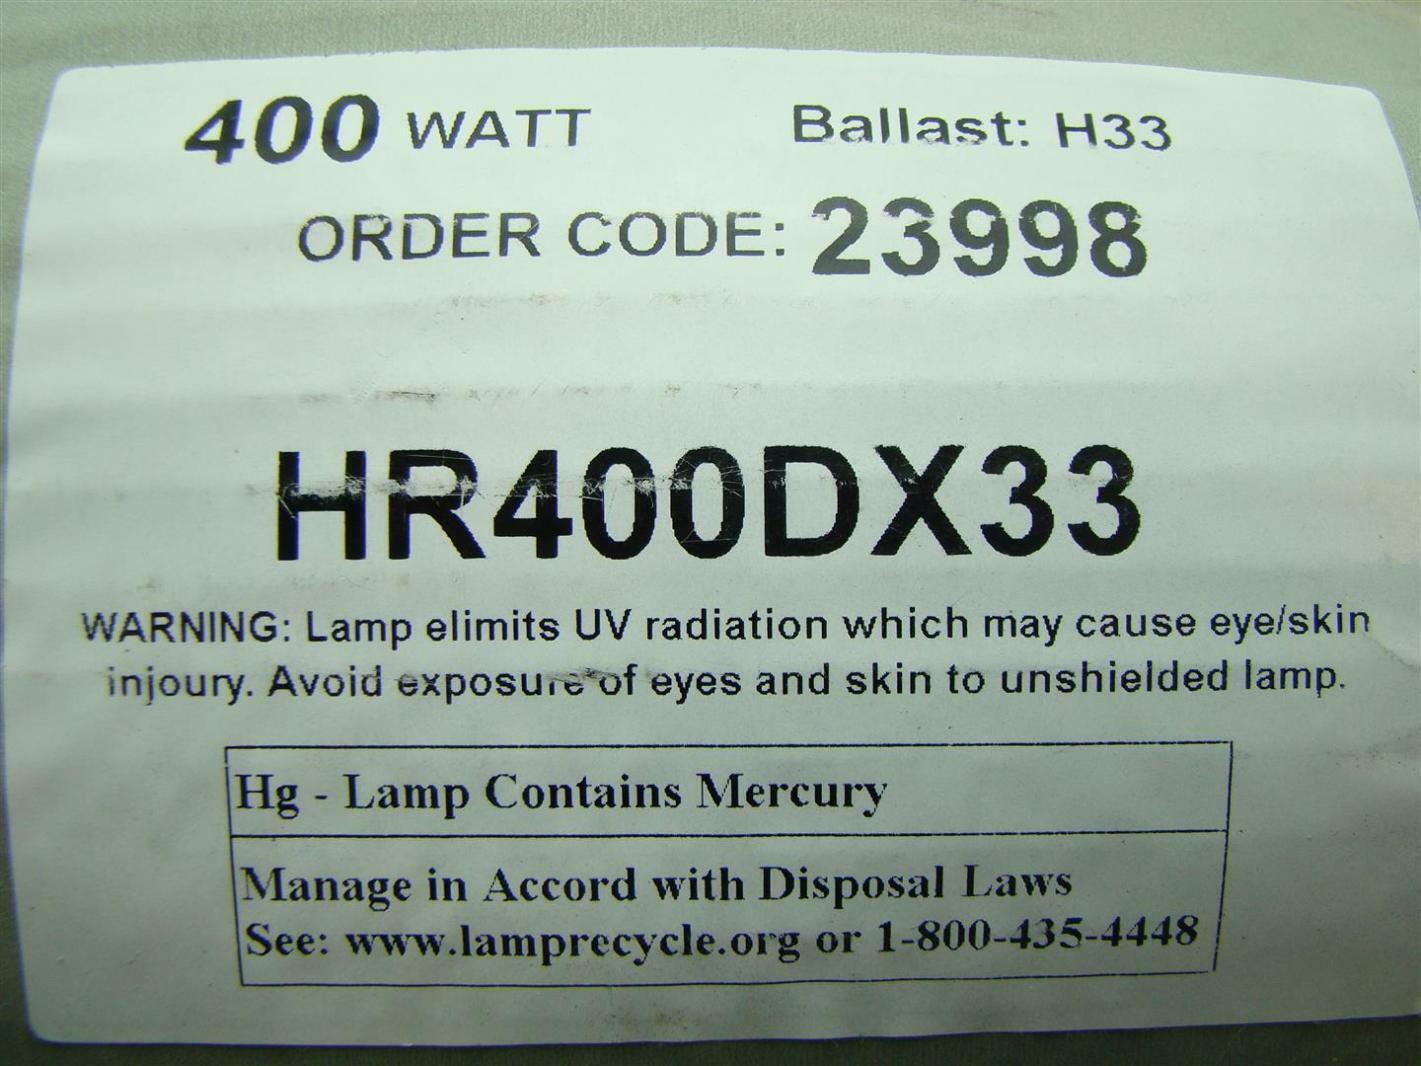 400 WATT Ballast: H33
ORDER CODE: 23998
HR400DX33
WARNING: Lamp elimits UV radiation which may cause eye/skin
injoury. Avoid exposure of eyes and skin to unshielded lamp.
Hg - Lamp Contains Mercury
Manage in Accord with Disposal Laws
See: www.lamprecycle.org or 1-800-435-4448